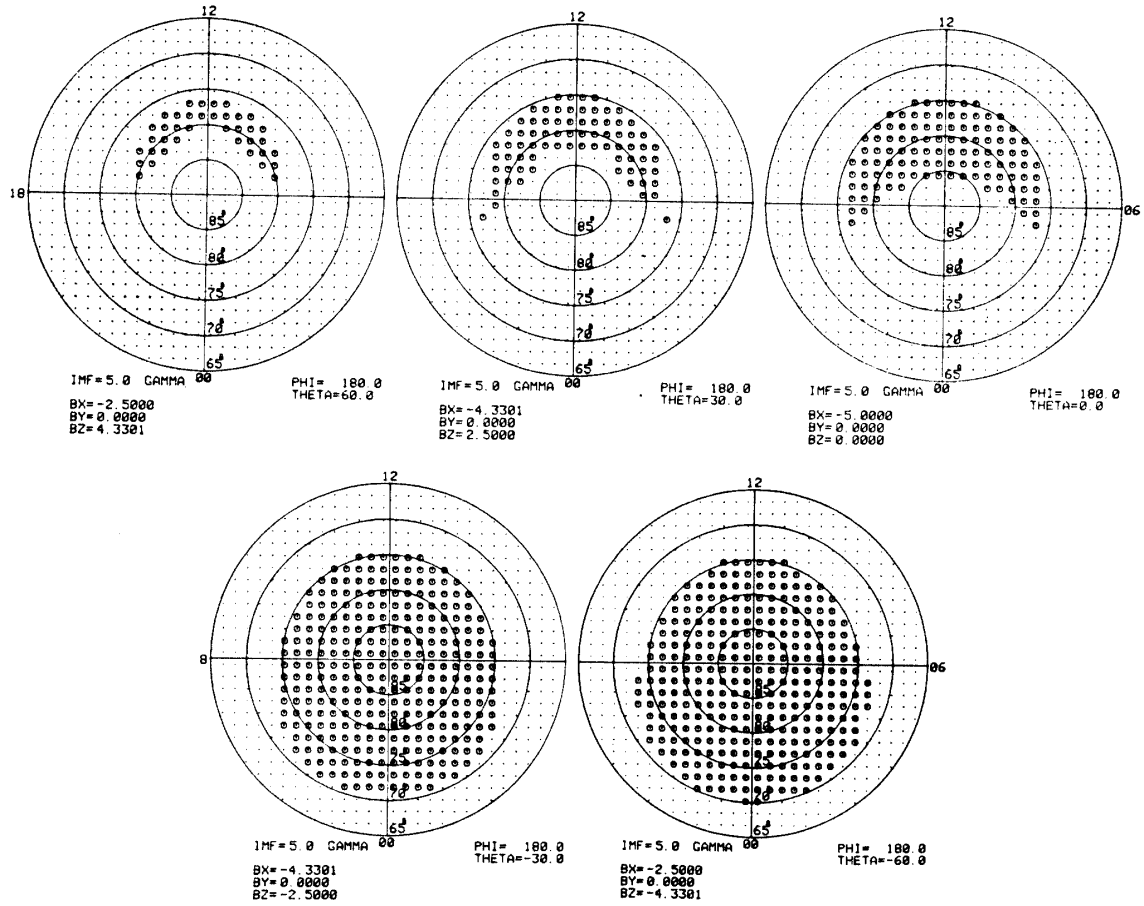 12
18
85°
80°
75°
70°
65°
00
IMF=5.0 GAMMA
PHI= 180.0
THETA=60.0
BX=-2.5000
BY=0.0000
BZ=4.3301
12
85°
80°
75°
70°
65°
00
IMF=5.0 GAMMA
PHI= 180.0
THETA=30.0
BX=-4.3301
BY=0.0000
BZ=2.5000
12
06
85°
80°
75°
70°
65°
00
IMF=5.0 GAMMA
PHI= 180.0
THETA=0.0
BX=-5.0000
BY=0.0000
BZ=0.0000
12
8
85°
80°
75°
70°
65°
00
IMF=5.0 GAMMA
PHI= 180.0
THETA=-30.0
BX=-4.3301
BY=0.0000
BZ=-2.5000
12
06
85°
80°
75°
70°
65°
00
IMF=5.0 GAMMA
PHI= 180.0
THETA=-60.0
BX=-2.5000
BY=0.0000
BZ=-4.3301